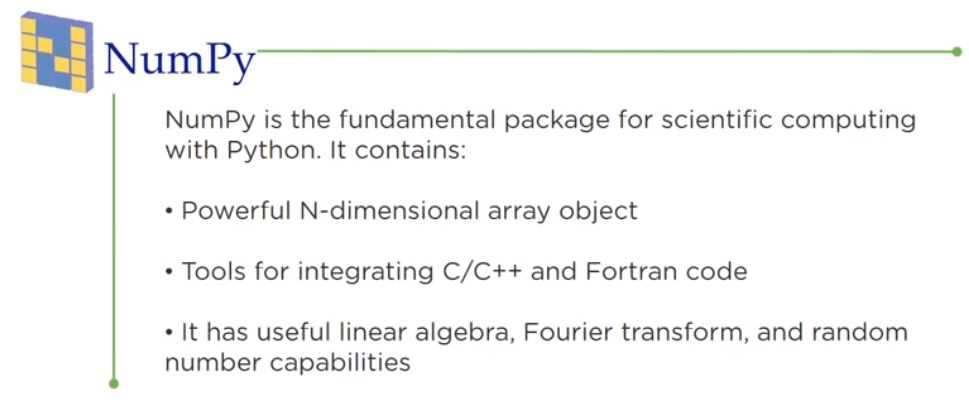 NumPy
NumPy is the fundamental package for scientific computing
with Python. It contains:
• Powerful N-dimensional array object
• Tools for integrating C/C++ and Fortran code
• It has useful linear algebra, Fourier transform, and random
number capabilities